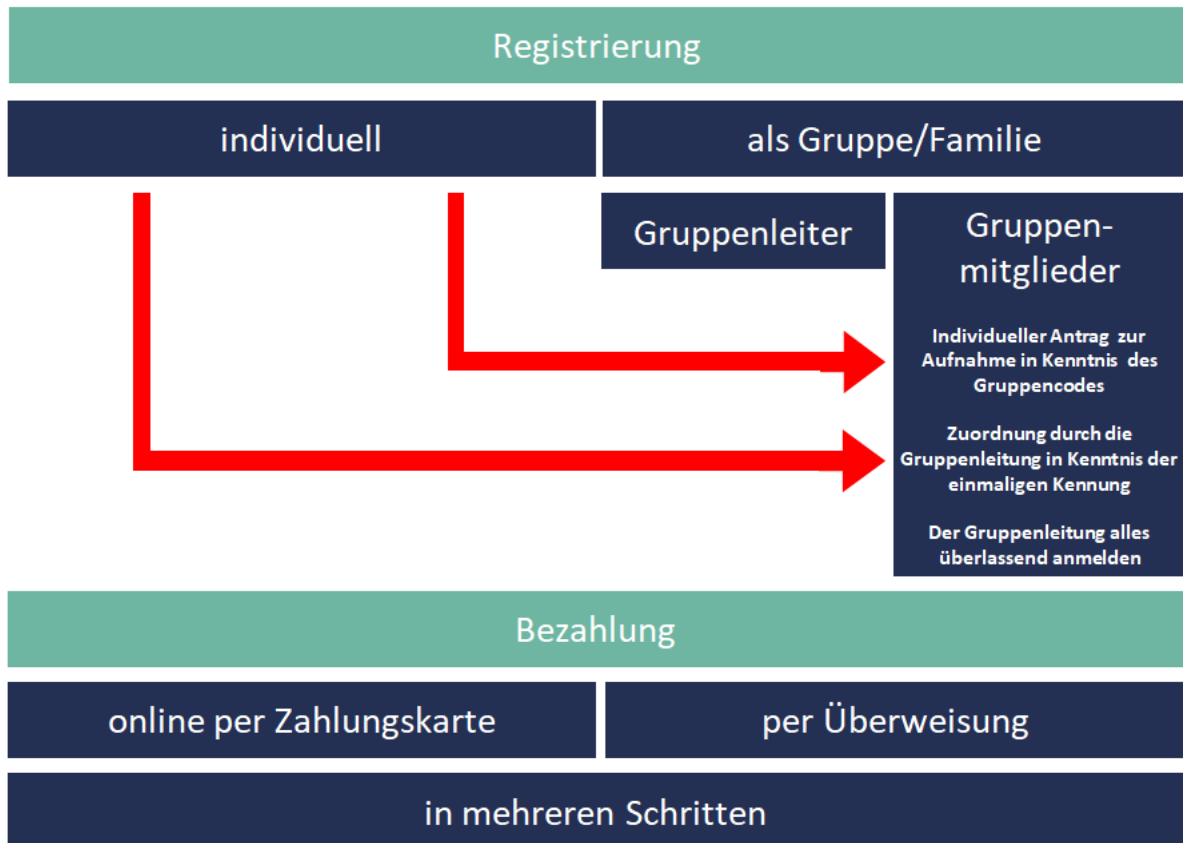 Registrierung
individuell
als Gruppe/Familie
Gruppenleiter
Gruppen-
mitglieder
Individueller Antrag zur
Aufnahme in Kenntnis des
Gruppencodes
Zuordnung durch die
Gruppenleitung in Kenntnis der
einmaligen Kennung
Der Gruppenleitung alles
überlassend anmelden
Bezahlung
online per Zahlungskarte
per Überweisung
in mehreren Schritten